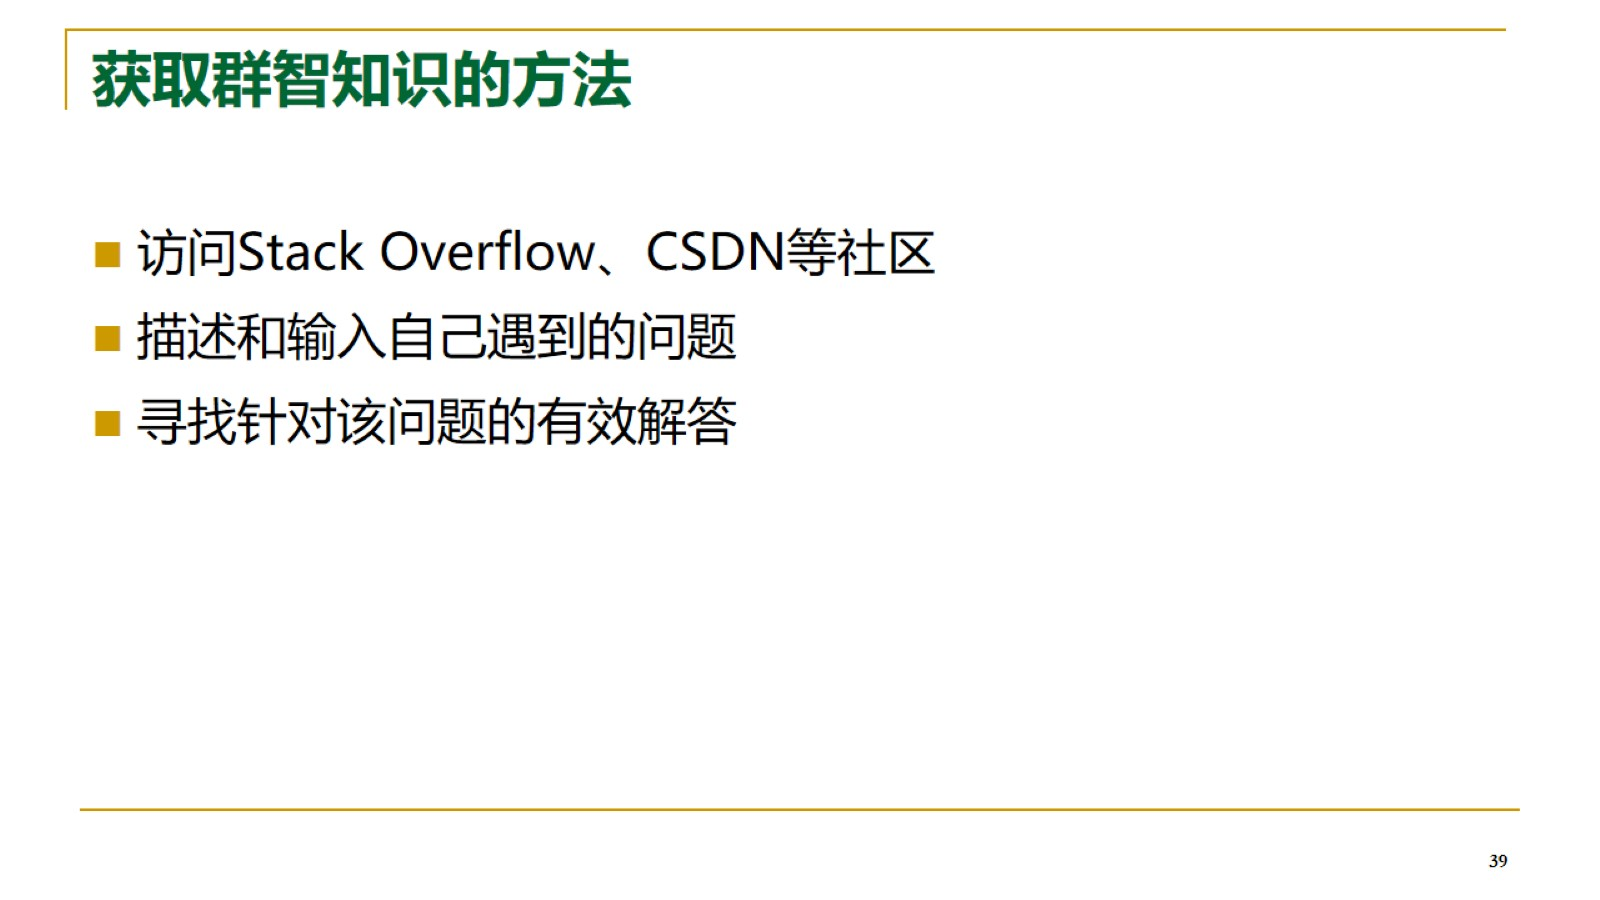 获取群智知识的方法
访问Stack Overflow、CSDN等社区
描述和输入自己遇到的问题
寻找针对该问题的有效解答
39